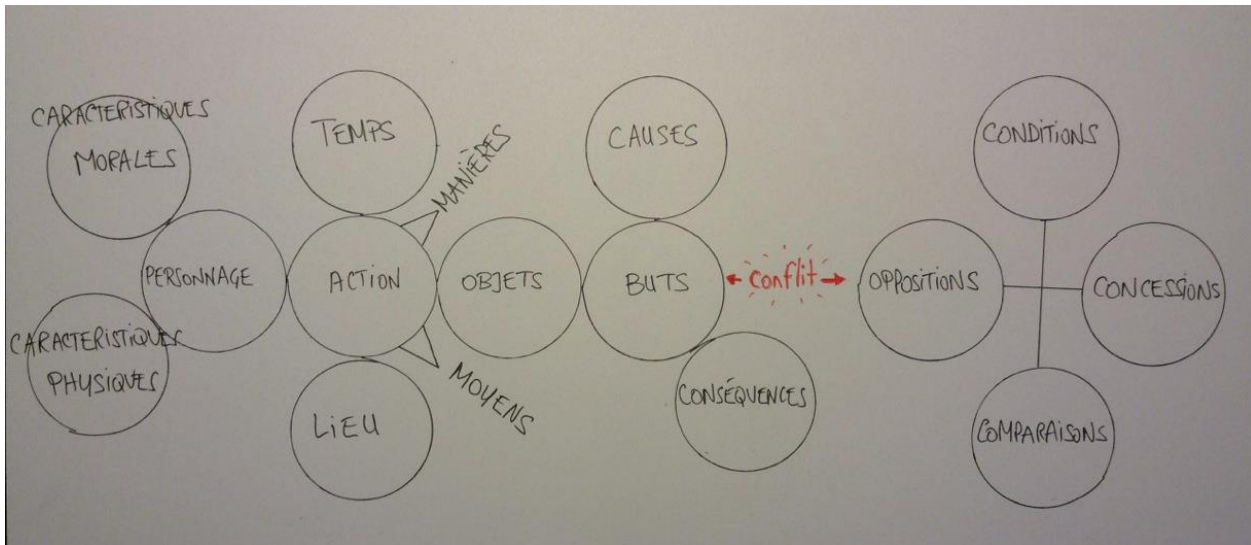 CARACTERISTIQUES
MORALES
TEMPS
MANIÈRES
CAUSES
CONDITIONS
PERSONNAGE
ACTION
OBJETS
BUTS
conflit
OPPOSITIONS
CONCESSIONS
CARACTERISTIQUES
PHYSIQUES
LIEU
MOYENS
CONSÉQUENCES
COMPARAISONS